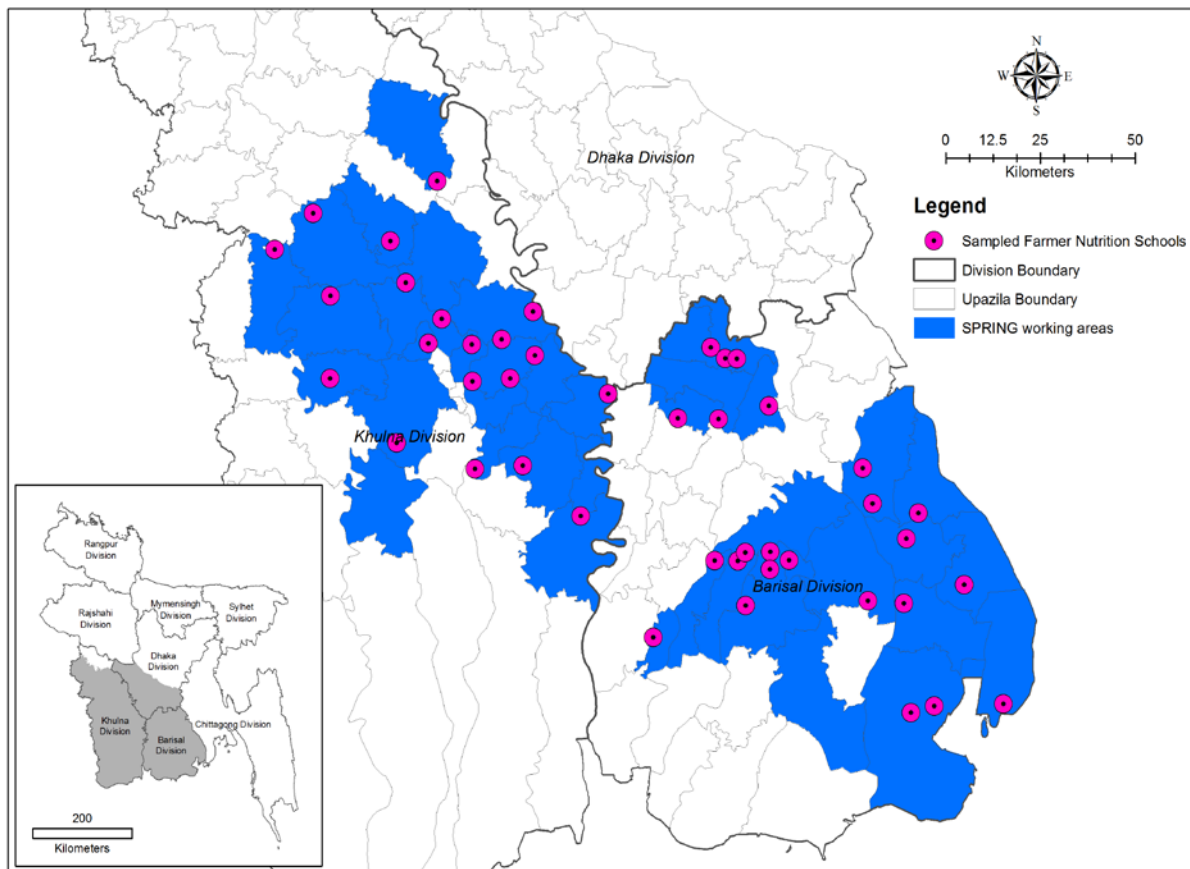 N
W
E
S
0 12.5 25 50
Kilometers
Dhaka Division
Legend
Sampled Farmer Nutrition Schools
Division Boundary
Upazila Boundary
SPRING working areas
Khulna Division
Barisal Division
Rangpur
Division
Rajshahi
Division
Mymensingh
Division
Sylhet
Division
Dhaka
Division
Khulna
Division
Barisal
Division
Chittagong Division
200
Kilometers